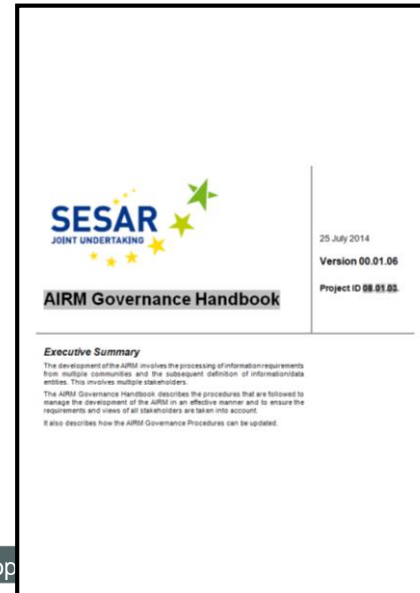 SESAR
JOINT UNDERTAKING
25 July 2014
Version 00.01.06
Project ID 08.01.03.
AIRM Governance Handbook
Executive Summary
The development of the AIRM involves the processing of information requirements
from multiple communities and the subsequent definition of information/data
entities. This involves multiple stakeholders.
The AIRM Governance Handbook describes the procedures that are followed to
manage the development of the AIRM in an effective manner and to ensure the
requirements and views of all stakeholders are taken into account.
It also describes how the AIRM Governance Procedures can be updated.